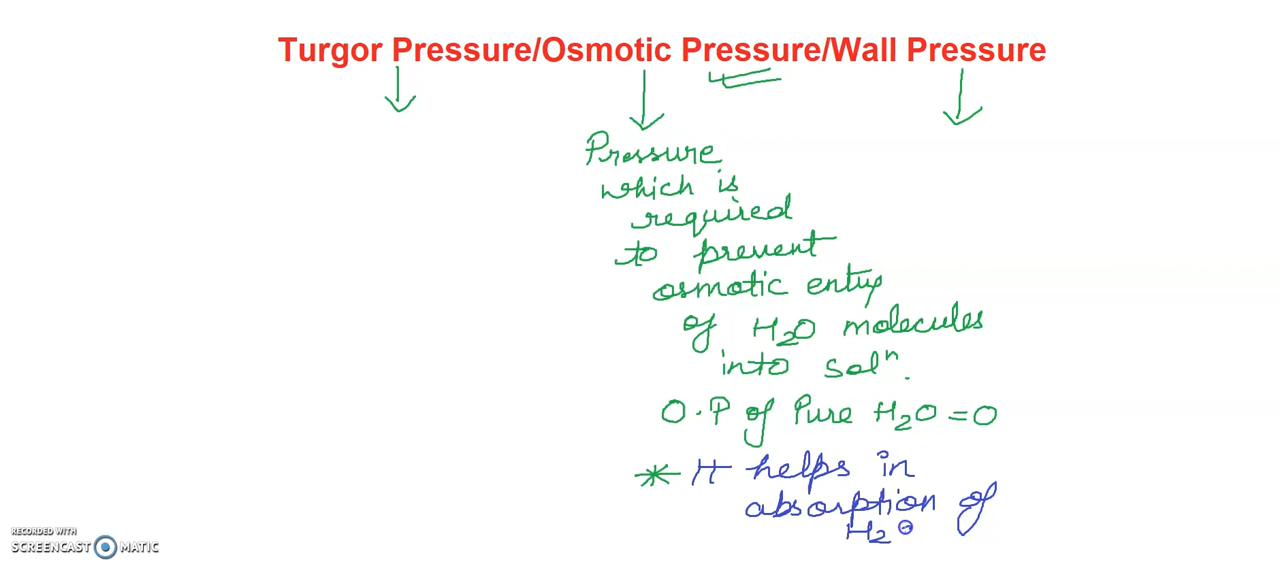 Turgor Pressure/Osmotic Pressure/Wall Pressure
Pressure
which is
required
to prevent
osmotic entry
of H2O molecules
into solⁿ.
O.P of Pure H2O = O
* It helps in
absorption of
H2O
RECORDED WITH
SCREENCAST MATIC